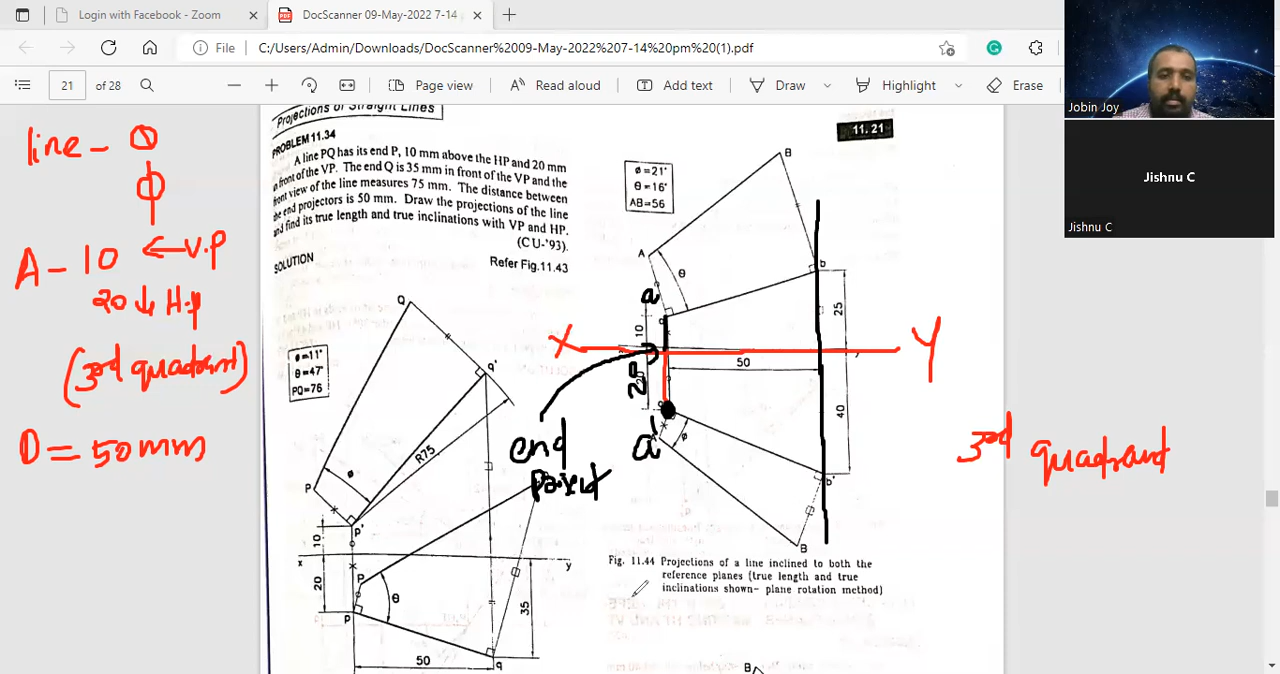 Login with Facebook - Zoom
DocScanner 09-May-2022 7-14
File
C:/Users/Admin/Downloads/DocScanner%2009-May-2022%207-14%20pm%20(1).pdf
21 of 28
Page view
Read aloud
Add text
Draw
Highlight
Erase
Jobin Joy
Jishnu C
Jishnu C
line - θ
ϕ
A - 10 ← V.P
20 ↓ H.P
(3rd quadrant)
D = 50mm
Projections of Straight Lines
PROBLEM 11.34
A line PQ has its end P, 10 mm above the HP and 20 mm
in front of the VP. The end Q is 35 mm in front of the VP and the
front view of the line measures 75 mm. The distance between
the end projectors is 50 mm. Draw the projections of the line
and find its true length and true inclinations with VP and HP.
(CU-'93).
SOLUTION
Refer Fig.11.43
ø=11°
θ=47°
PQ=76
Q
q'
R75
P
ø
p'
10
x
y
20
P
θ
p
35
50
q
11.21
ø=21°
θ=16°
AB=56
B
A
θ
b
a
a
10
25
X
Y
y
50
20
40
a'
A
ø
b'
B
end
point
3rd quadrant
Fig. 11.44 Projections of a line inclined to both the
reference planes (true length and true
inclinations shown- plane rotation method)
B